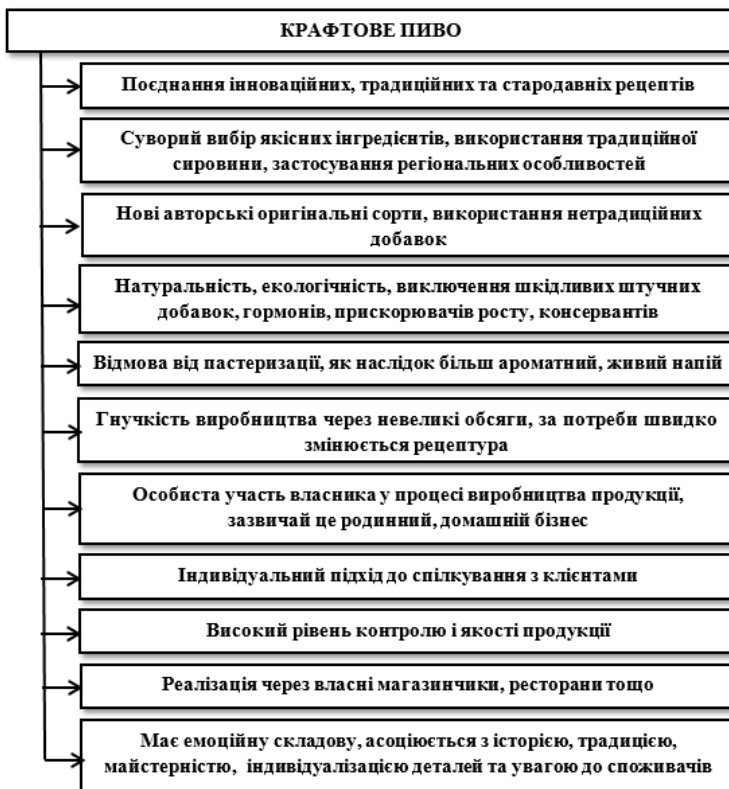 КРАФТОВЕ ПИВО
Поєднання інноваційних, традиційних та стародавніх рецептів
Суворий вибір якісних інгредієнтів, використання традиційної
сировини, застосування регіональних особливостей
Нові авторські оригінальні сорти, використання нетрадиційних
добавок
Натуральність, екологічність, виключення шкідливих штучних
добавок, гормонів, прискорювачів росту, консервантів
Відмова від пастеризації, як наслідок більш ароматний, живий напій
Гнучкість виробництва через невеликі обсяги, за потреби швидко
змінюється рецептура
Особиста участь власника у процесі виробництва продукції,
зазвичай це родинний, домашній бізнес
Індивідуальний підхід до спілкування з клієнтами
Високий рівень контролю і якості продукції
Реалізація через власні магазинчики, ресторани тощо
Має емоційну складову, асоціюється з історією, традицією,
майстерністю, індивідуалізацією деталей та увагою до споживачів